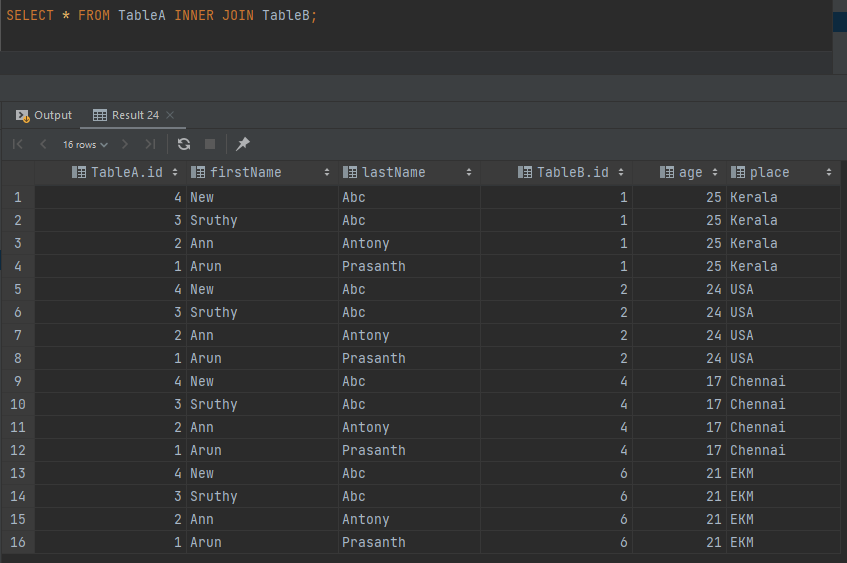 SELECT * FROM TableA INNER JOIN TableB;
Output Result 24
16 rows
TableA.id firstName lastName TableB.id age place
1 4 New Abc 1 25 Kerala
2 3 Sruthy Abc 1 25 Kerala
3 2 Ann Antony 1 25 Kerala
4 1 Arun Prasanth 1 25 Kerala
5 4 New Abc 2 24 USA
6 3 Sruthy Abc 2 24 USA
7 2 Ann Antony 2 24 USA
8 1 Arun Prasanth 2 24 USA
9 4 New Abc 4 17 Chennai
10 3 Sruthy Abc 4 17 Chennai
11 2 Ann Antony 4 17 Chennai
12 1 Arun Prasanth 4 17 Chennai
13 4 New Abc 6 21 EKM
14 3 Sruthy Abc 6 21 EKM
15 2 Ann Antony 6 21 EKM
16 1 Arun Prasanth 6 21 EKM